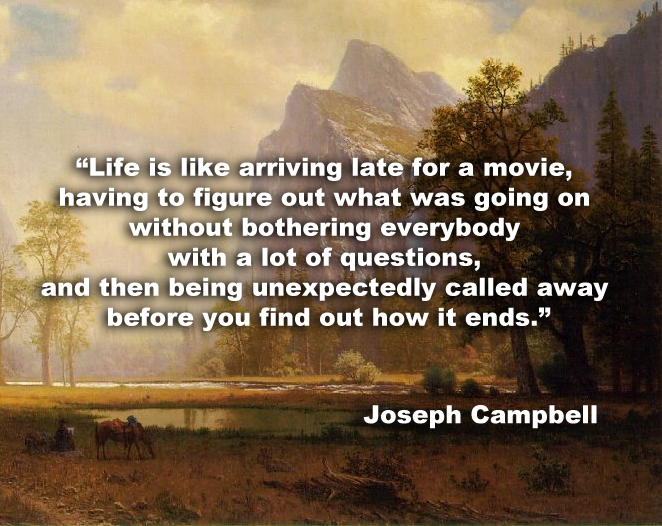 “Life is like arriving late for a movie,
having to figure out what was going on
without bothering everybody
with a lot of questions,
and then being unexpectedly called away
before you find out how it ends.”
Joseph Campbell